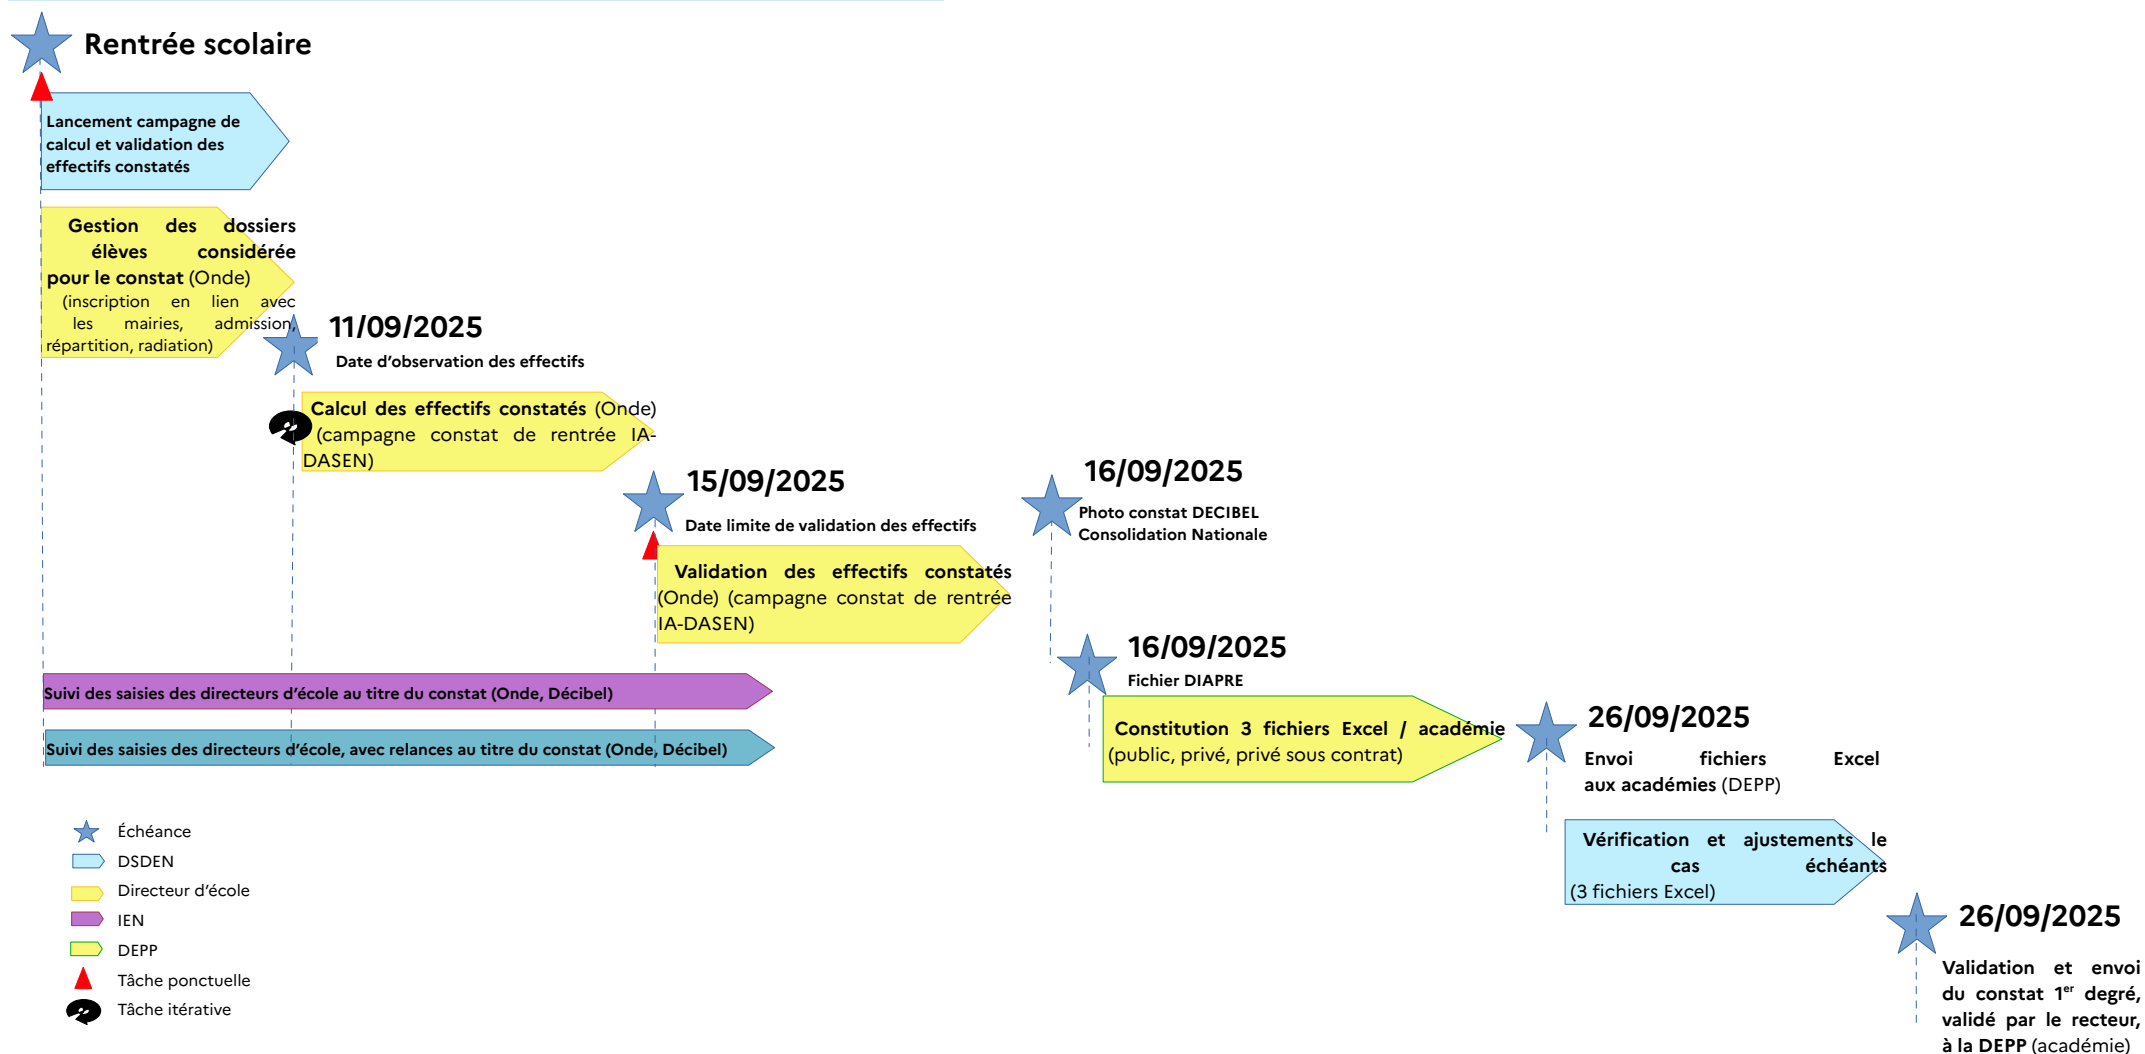 Rentrée scolaire
Lancement campagne de
calcul et validation des
effectifs constatés
Gestion des dossiers
élèves considérée
pour le constat (Onde)
(inscription en lien avec
les mairies, admission,
répartition, radiation)
11/09/2025
Date d’observation des effectifs
Calcul des effectifs constatés (Onde)
(campagne constat de rentrée IA-
DASEN)
15/09/2025
Date limite de validation des effectifs
16/09/2025
Photo constat DECIBEL
Consolidation Nationale
Validation des effectifs constatés
(Onde) (campagne constat de rentrée
IA-DASEN)
16/09/2025
Fichier DIAPRE
Suivi des saisies des directeurs d’école au titre du constat (Onde, Décibel)
Constitution 3 fichiers Excel / académie
(public, privé, privé sous contrat)
26/09/2025
Envoi fichiers Excel
aux académies (DEPP)
Suivi des saisies des directeurs d’école, avec relances au titre du constat (Onde, Décibel)
Vérification et ajustements le
cas échéants
(3 fichiers Excel)
26/09/2025
Validation et envoi
du constat 1er degré,
validé par le recteur,
à la DEPP (académie)
Échéance
DSDEN
Directeur d’école
IEN
DEPP
Tâche ponctuelle
Tâche itérative